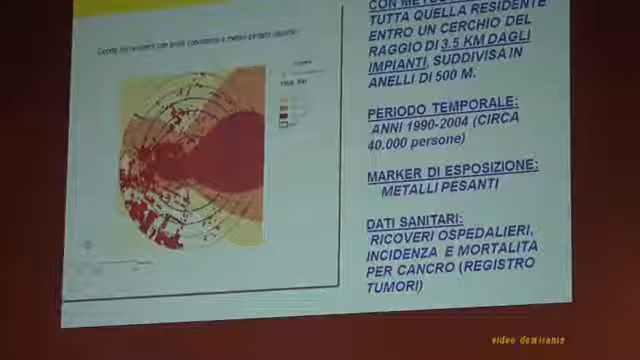 TUTTA QUELLA RESIDENTE
ENTRO UN CERCHIO DEL
RAGGIO DI 3.5 KM DAGLI
IMPIANTI, SUDDIVISA IN
ANELLI DI 500 M.
PERIODO TEMPORALE:
ANNI 1990-2004 (CIRCA
40.000 persone)
MARKER DI ESPOSIZIONE:
METALLI PESANTI
DATI SANITARI:
RICOVERI OSPEDALIERI,
INCIDENZA E MORTALITA
PER CANCRO (REGISTRO
TUMORI)
video demiranis